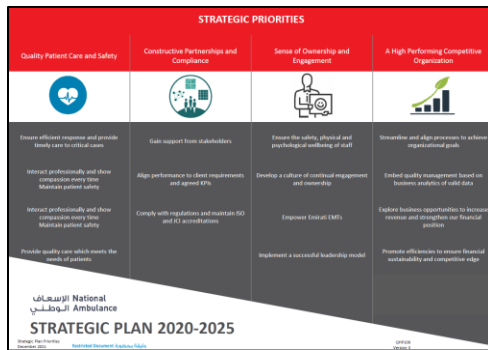 STRATEGIC PRIORITIES
Quality Patient Care and Safety
Constructive Partnerships and
Compliance
Sense of Ownership and
Engagement
A High Performing Competitive
Organization
Ensure efficient response and provide
timely care to critical cases
Gain support from stakeholders
Ensure the safety, physical and
psychological wellbeing of staff
Streamline and align processes to achieve
organizational goals
Interact professionally and show
compassion every time
Maintain patient safety
Align performance to client requirements
and agreed KPIs
Develop a culture of continual engagement
and ownership
Embed quality management based on
business analytics of valid data
Interact professionally and show
compassion every time
Maintain patient safety
Comply with regulations and maintain ISO
and ICI accreditations
Empower Emirati EMTs
Explore business opportunities to increase
revenue and strengthen our financial
position
Provide quality care which meets the
needs of patients
Implement a successful leadership model
Promote efficiencies to ensure financial
sustainability and competitive edge
الإسعاف National
الوطني Ambulance
STRATEGIC PLAN 2020-2025
Strategic Plan Priorities
December 2021
Restricted Document وثيقة محظورة
Version